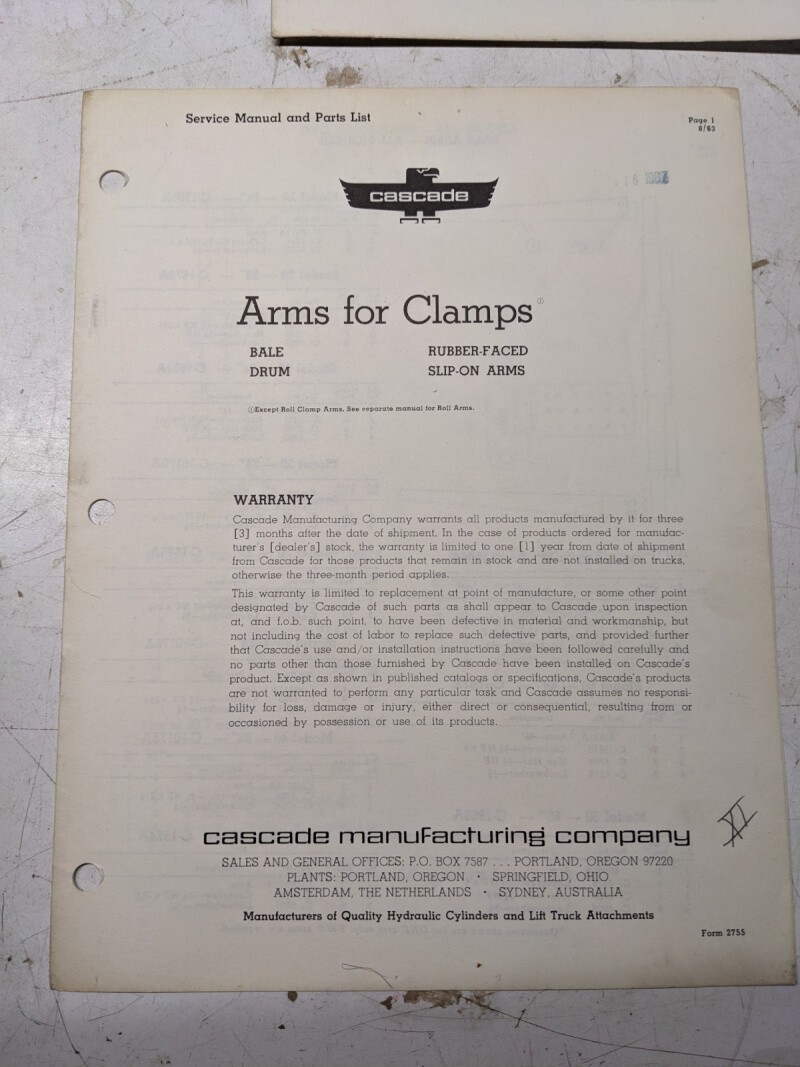 Service Manual and Parts List
Page 1
8/63
cascade
Arms for Clamps①
BALE
DRUM
RUBBER-FACED
SLIP-ON ARMS
①Except Roll Clamp Arms. See separate manual for Roll Arms.
WARRANTY
Cascade Manufacturing Company warrants all products manufactured by it for three
[3] months after the date of shipment. In the case of products ordered for manufac-
turer's [dealer's] stock, the warranty is limited to one [1] year from date of shipment
from Cascade for those products that remain in stock and are not installed on trucks,
otherwise the three-month period applies.
This warranty is limited to replacement at point of manufacture, or some other point
designated by Cascade of such parts as shall appear to Cascade upon inspection
at, and f.o.b. such point, to have been defective in material and workmanship, but
not including the cost of labor to replace such defective parts, and provided further
that Cascade's use and/or installation instructions have been followed carefully and
no parts other than those furnished by Cascade have been installed on Cascade's
product. Except as shown in published catalogs or specifications, Cascade's products
are not warranted to perform any particular task and Cascade assumes no responsi-
bility for loss, damage or injury, either direct or consequential, resulting from or
occasioned by possession or use of its products.
cascade manufacturing company
SALES AND GENERAL OFFICES: P.O. BOX 7587 . . . PORTLAND, OREGON 97220
PLANTS: PORTLAND, OREGON • SPRINGFIELD, OHIO
AMSTERDAM, THE NETHERLANDS • SYDNEY, AUSTRALIA
Manufacturers of Quality Hydraulic Cylinders and Lift Truck Attachments
Form 2755